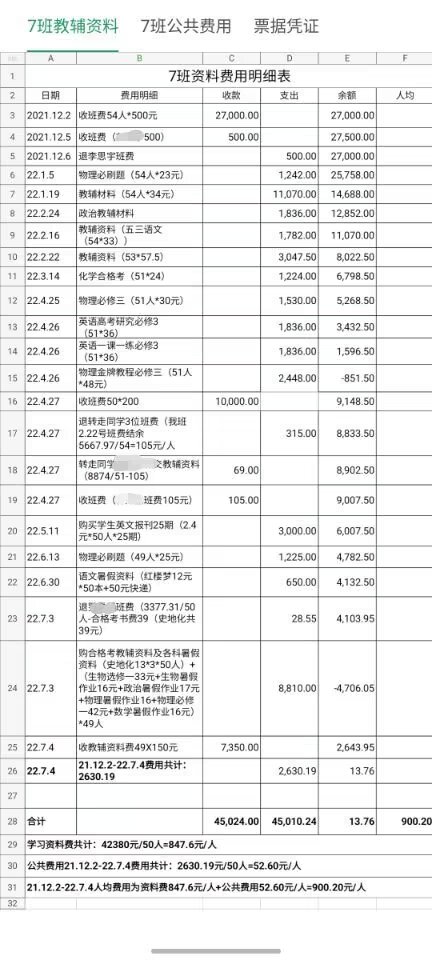 7班教辅资料 7班公共费用 票据凭证
A B C D E F
1 7班资料费用明细表
2 日期 费用明细 收款 支出 余额 人均
3 2021.12.2 收班费54人*500元 27,000.00 27,000.00
4 2021.12.5 收班费（ 500） 500.00 27,500.00
5 2021.12.6 退李思宇班费 500.00 27,000.00
6 22.1.5 物理必刷题（54人*23元） 1,242.00 25,758.00
7 22.1.19 教辅材料（54人*34元） 11,070.00 14,688.00
8 22.2.24 政治教辅材料 1,836.00 12,852.00
9 22.2.16 教辅资料（五三语文
（54*33）） 1,782.00 11,070.00
10 22.2.22 教辅资料（53*57.5） 3,047.50 8,022.50
11 22.3.14 化学合格考（51*24） 1,224.00 6,798.50
12 22.4.25 物理必修三（51人*30元） 1,530.00 5,268.50
13 22.4.26 英语高考研究必修3
（51*36） 1,836.00 3,432.50
14 22.4.26 英语一课一练必修3
（51*36） 1,836.00 1,596.50
15 22.4.26 物理金牌教程必修三（51人
*48元） 2,448.00 -851.50
16 22.4.27 收班费50*200 10,000.00 9,148.50
17 22.4.27 退转走同学3位班费（我班
2.22号班费结余
5667.97/54=105元/人 315.00 8,833.50
18 22.4.27 转走同学 交教辅资料
（8874/51-105） 69.00 8,902.50
19 22.4.27 收班费（ 班费105元） 105.00 9,007.50
20 22.5.11 购买学生英文报刊25期（2.4
元*50人*25期） 3,000.00 6,007.50
21 22.6.13 物理必刷题（49人*25元） 1,225.00 4,782.50
22 22.6.30 语文暑假资料（红楼梦12元
*50本+50元快递） 650.00 4,132.50
23 22.7.3 退 班费（3377.31/50
人-合格考书费39（史地化共
39元） 28.55 4,103.95
24 22.7.3 购合格考教辅资料及各科暑假
资料（史地化13*3*50人）+
（生物选修一33元+生物暑假
作业16元+政治暑假作业17元
+物理暑假作业16+物理必修
一42元+数学暑假作业16元）
*49人 8,810.00 -4,706.05
25 22.7.4 收教辅资料费49X150元 7,350.00 2,643.95
26 22.7.4 21.12.2-22.7.4费用共计：
2630.19 2,630.19 13.76
27
28 合计 45,024.00 45,010.24 13.76 900.20
29 学习资料费共计：42380元/50人=847.6元/人
30 公共费用21.12.2-22.7.4费用共计：2630.19元/50人=52.60元/人
31 21.12.2-22.7.4人均费用为资料费847.6元/人+公共费用52.60元/人=900.20元/人
32